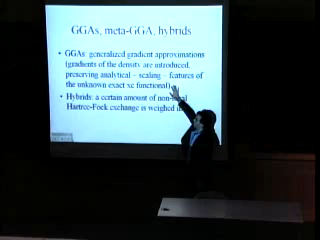 GGAs, meta-GGA, hybrids
• GGAs: generalized gradient approximations
(gradients of the density are introduced,
preserving analytical – scaling – features of
the unknown exact xc functional)
• Hybrids: a certain amount of non-local
Hartree-Fock exchange is weighed